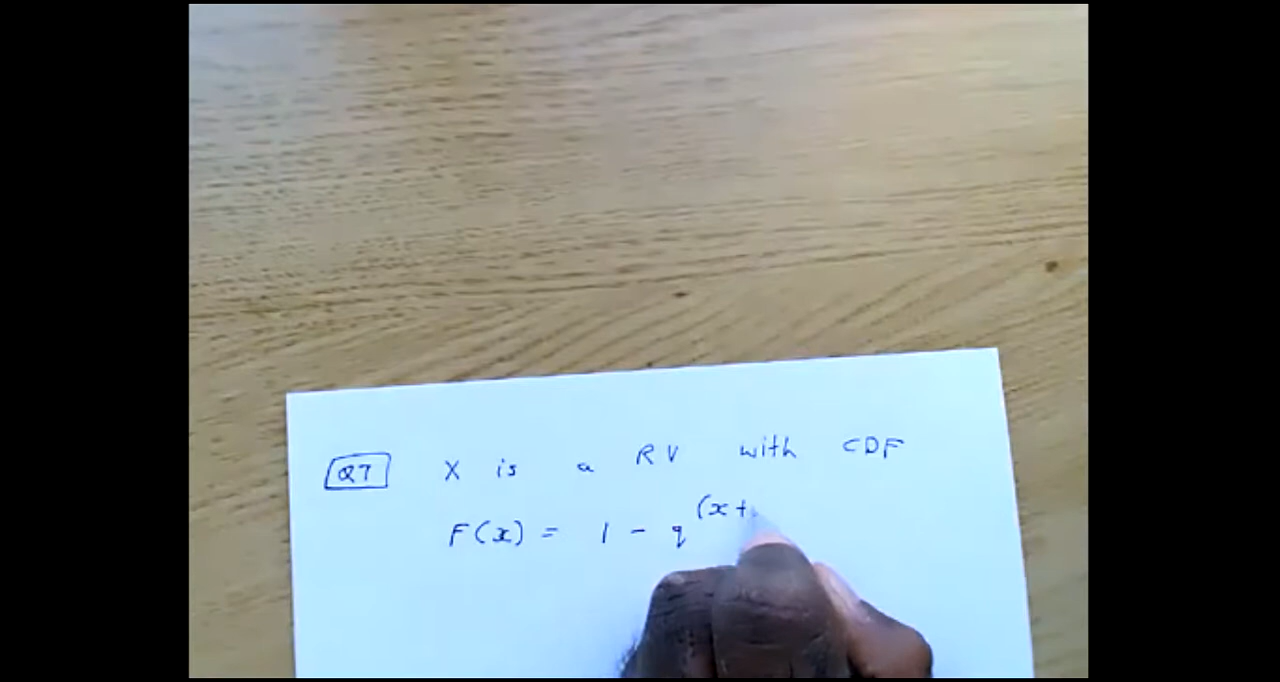 Q7 X is a RV with CDF
F(x) = 1 - q^(x+